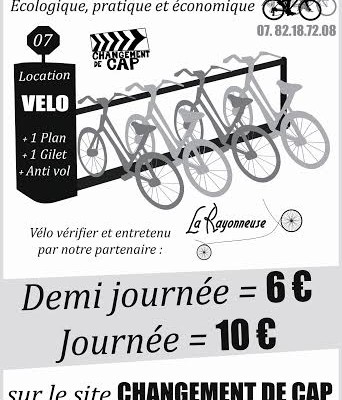 Écologique, pratique et économique
07. 82.18.72.08
07
CHANGEMENT
DE CAP
Location
VELO
+ 1 Plan
+ 1 Gilet
+ Anti vol
La Rayonneuse
Vélo vérifier et entretenu
par notre partenaire :
Demi journée = 6 €
Journée = 10 €
sur le site CHANGEMENT DE CAP